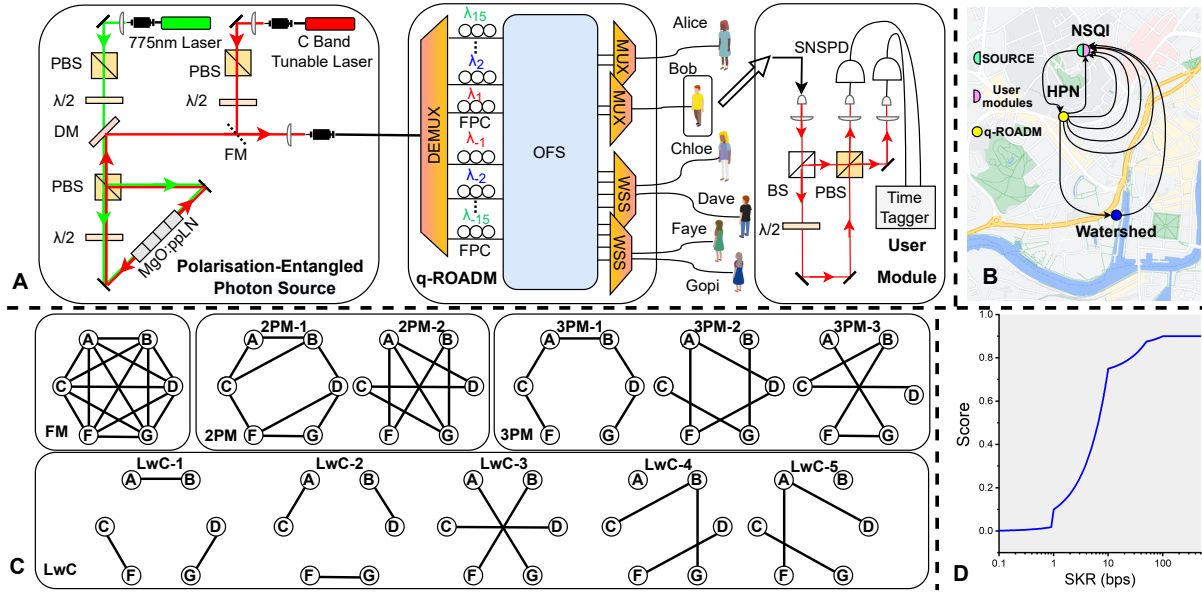 775nm Laser
C Band
Tunable Laser
PBS
PBS
λ/2
λ/2
DM
FM
PBS
λ/2
MgO:ppLN
Polarisation-Entangled
Photon Source
A
DEMUX
λ15
λ2
λ1
FPC
λ-1
λ-2
λ-15
FPC
OFS
MUX
MUX
WSS
WSS
q-ROADM
Alice
Bob
Chloe
Dave
Faye
Gopi
SNSPD
BS
PBS
λ/2
Time
Tagger
User
Module
NSQI
SOURCE
HPN
User
modules
q-ROADM
Watershed
B
A
B
C
D
F
G
FM
2PM-1
A
B
C
D
F
G
2PM-2
A
B
C
D
F
G
2PM
3PM-1
A
B
C
D
F
G
3PM-2
A
B
C
D
F
G
3PM-3
A
B
C
D
F
G
3PM
LwC-1
A
B
C
D
F
G
LwC-2
A
B
C
D
F
G
LwC-3
A
B
C
D
F
G
LwC-4
A
B
C
D
F
G
LwC-5
A
B
C
D
F
G
LwC
C
1.0
0.8
0.6
0.4
0.2
0.0
Score
0.1
1
10
100
SKR (bps)
D